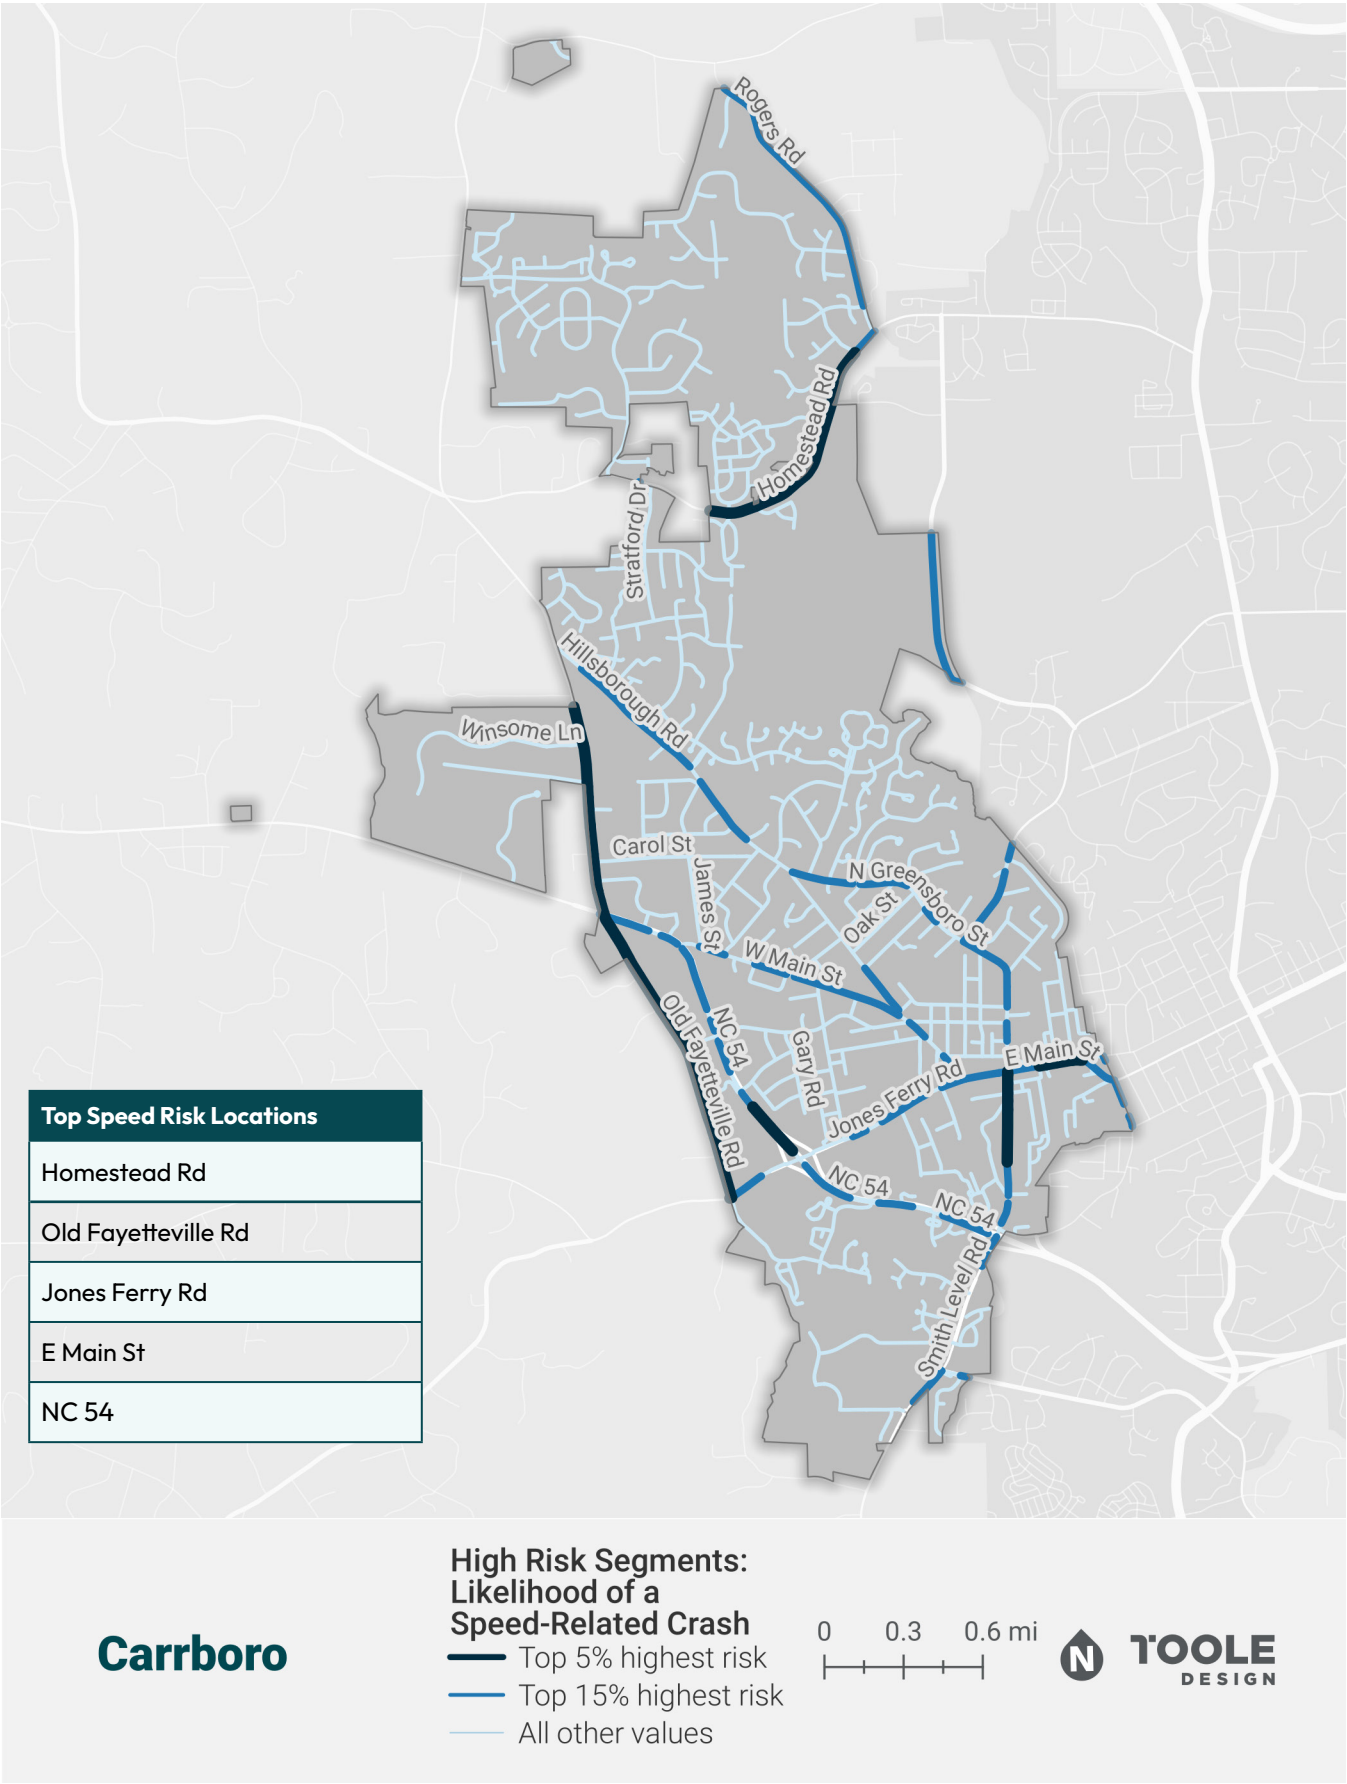 Rogers Rd
Homestead Rd
Stratford Dr
Hillsborough Rd
Winsome Ln
Carol St
James St
N Greensboro St
Oak St
W Main St
Old Fayetteville Rd
NC 54
Gary Rd
E Main St
Jones Ferry Rd
NC 54
NC 54
Smith Level Rd
Top Speed Risk Locations
Homestead Rd
Old Fayetteville Rd
Jones Ferry Rd
E Main St
NC 54
Carrboro
High Risk Segments:
Likelihood of a
Speed-Related Crash
Top 5% highest risk
Top 15% highest risk
All other values
0 0.3 0.6 mi
N
TOOLE
DESIGN